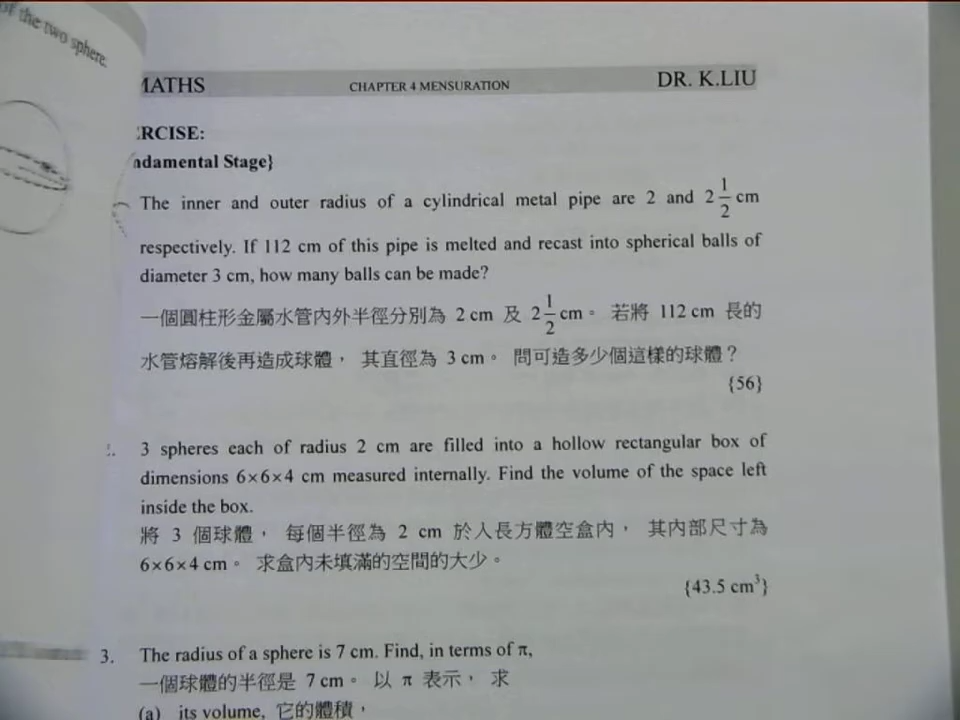 of the two sphere.
MATHS CHAPTER 4 MENSURATION DR. K.LIU
ERCISE:
ndamental Stage}
The inner and outer radius of a cylindrical metal pipe are 2 and 2 1/2 cm
respectively. If 112 cm of this pipe is melted and recast into spherical balls of
diameter 3 cm, how many balls can be made?
一個圓柱形金屬水管內外半徑分別為 2 cm 及 2 1/2 cm。 若將 112 cm 長的
水管熔解後再造成球體， 其直徑為 3 cm。 問可造多少個這樣的球體？
{56}
2. 3 spheres each of radius 2 cm are filled into a hollow rectangular box of
dimensions 6×6×4 cm measured internally. Find the volume of the space left
inside the box.
將 3 個球體， 每個半徑為 2 cm 於入長方體空盒內， 其內部尺寸為
6×6×4 cm。 求盒內未填滿的空間的大少。
{43.5 cm³}
3. The radius of a sphere is 7 cm. Find, in terms of π,
一個球體的半徑是 7 cm。 以 π 表示， 求
(a) its volume, 它的體積，